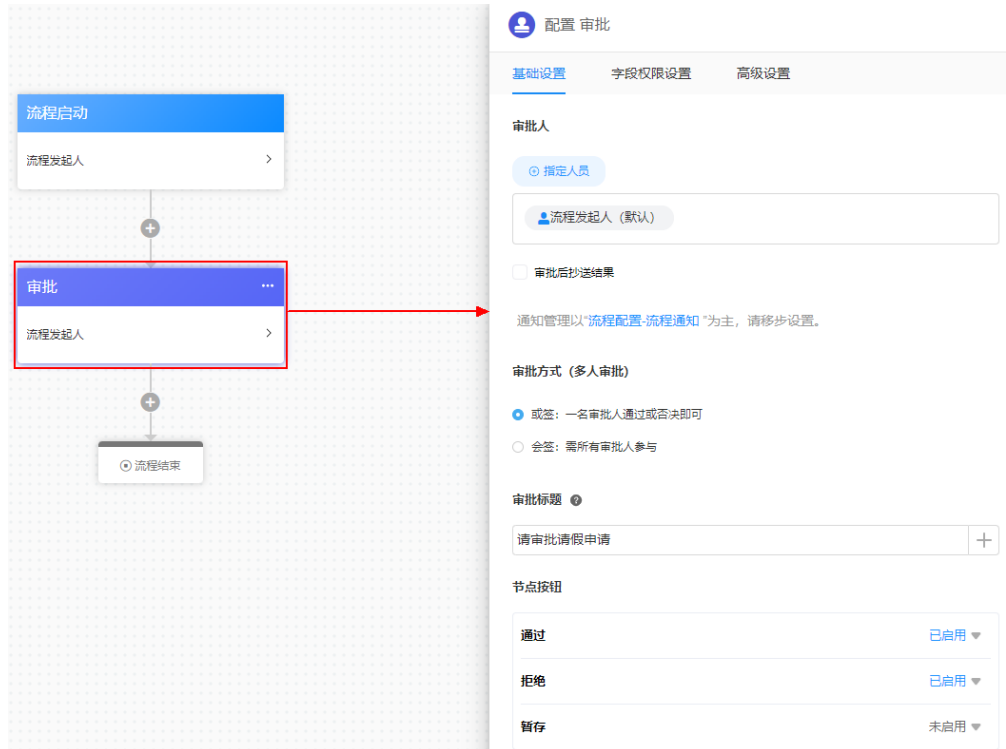 流程启动
流程发起人
审批
流程发起人
流程结束
配置 审批
基础设置 字段权限设置 高级设置
审批人
指定人员
流程发起人（默认）
审批后抄送结果
通知管理以“流程配置-流程通知 ”为主，请移步设置。
审批方式（多人审批)
或签：一名审批人通过或否决即可
会签：需所有审批人参与
审批标题
请审批请假申请
节点按钮
通过 已启用
拒绝 已启用
暂存 未启用